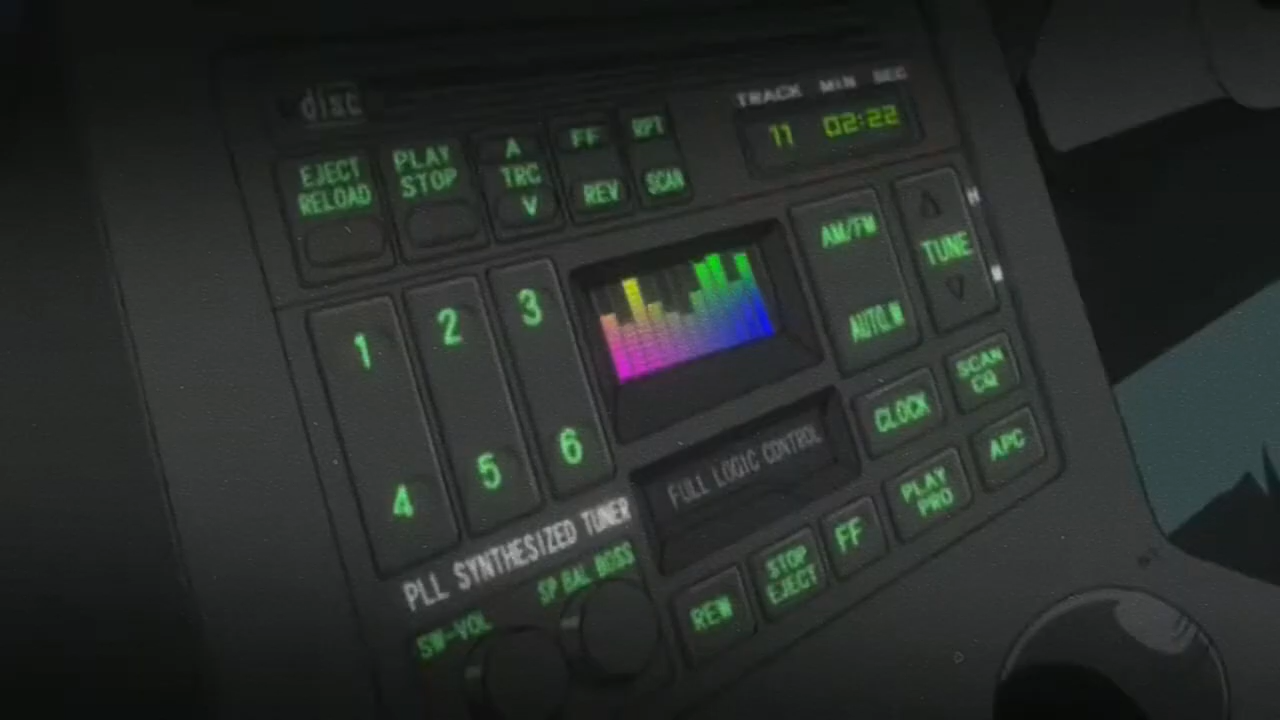 disc
TRACK MIN SEC
11 02:22
EJECT
RELOAD
PLAY
STOP
A
TRC
V
FF
REV
RPT
SCAN
1
2
3
4
5
6
AM/FM
AUTO.M
TUNE
CLOCK
SCAN
CQ
FULL LOGIC CONTROL
APC
PLAY
PRO
FF
STOP
EJECT
REW
PLL SYNTHESIZED TUNER
SP BAL BOSS
SW-VOL